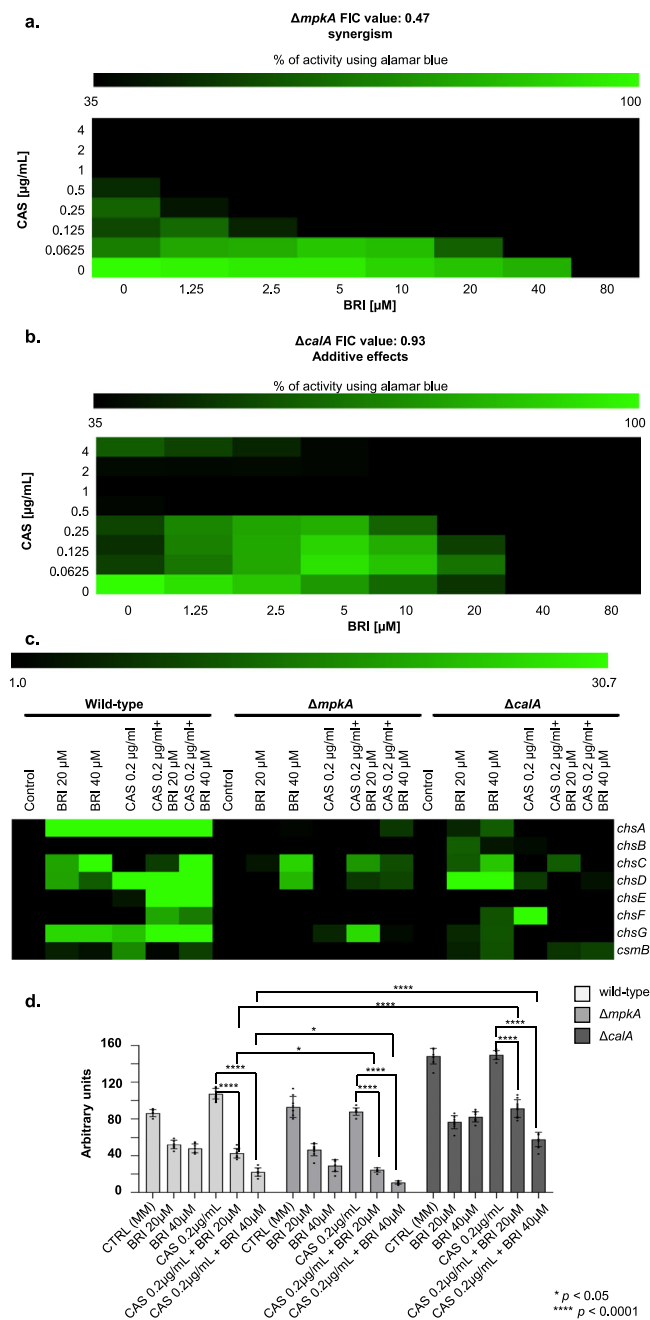 a.
ΔmpkA FIC value: 0.47
synergism
% of activity using alamar blue
35 100
CAS [µg/mL]
4
2
1
0.5
0.25
0.125
0.0625
0
0 1.25 2.5 5 10 20 40 80
BRI [µM]
b.
ΔcalA FIC value: 0.93
Additive effects
% of activity using alamar blue
35 100
CAS [µg/mL]
4
2
1
0.5
0.25
0.125
0.0625
0
0 1.25 2.5 5 10 20 40 80
BRI [µM]
c.
1.0 30.7
Wild-type ΔmpkA ΔcalA
Control
BRI 20 µM
BRI 40 µM
CAS 0.2 µg/ml
CAS 0.2 µg/ml+
BRI 20 µM
CAS 0.2 µg/ml+
BRI 40 µM
Control
BRI 20 µM
BRI 40 µM
CAS 0.2 µg/ml
CAS 0.2 µg/ml+
BRI 20 µM
CAS 0.2 µg/ml+
BRI 40 µM
Control
BRI 20 µM
BRI 40 µM
CAS 0.2 µg/ml
CAS 0.2 µg/ml+
BRI 20 µM
CAS 0.2 µg/ml+
BRI 40 µM
chsA
chsB
chsC
chsD
chsE
chsF
chsG
csmB
d.
wild-type
ΔmpkA
ΔcalA
****
****
*
*
****
****
****
****
****
****
Arbitrary units
160
120
80
40
0
CTRL (MM)
BRI 20µM
BRI 40µM
CAS 0.2µg/mL
CAS 0.2µg/mL + BRI 20µM
CAS 0.2µg/mL + BRI 40µM
CTRL (MM)
BRI 20µM
BRI 40µM
CAS 0.2µg/mL
CAS 0.2µg/mL + BRI 20µM
CAS 0.2µg/mL + BRI 40µM
CTRL (MM)
BRI 20µM
BRI 40µM
CAS 0.2µg/mL
CAS 0.2µg/mL + BRI 20µM
CAS 0.2µg/mL + BRI 40µM
* p < 0.05
**** p < 0.0001